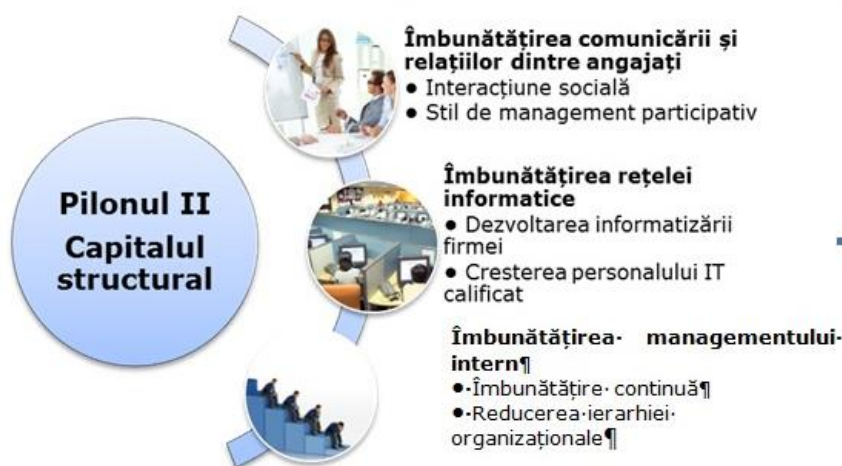 Pilonul II
Capitalul
structural
Îmbunătățirea comunicării și
relațiilor dintre angajați
● Interacțiune socială
● Stil de management participativ
Îmbunătățirea rețelei
informatice
● Dezvoltarea informatizării
firmei
● Cresterea personalului IT
calificat
Îmbunătățirea· managementului·
intern¶
●·Îmbunătățire·continuă¶
●·Reducerea·ierarhiei·
organizaționale¶